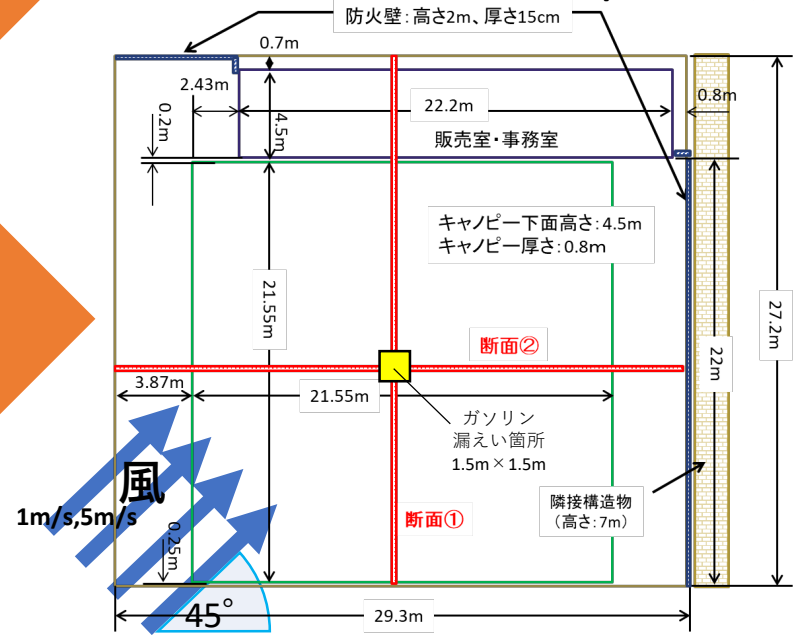 防火壁：高さ2m、厚さ15cm
0.7m
2.43m
22.2m
0.8m
0.2m
4.5m
販売室・事務室
キャノピー下面高さ：4.5m
キャノピー厚さ：0.8m
21.55m
27.2m
断面②
22m
3.87m
21.55m
ガソリン
漏えい箇所
1.5m×1.5m
風
1m/s,5m/s
断面①
隣接構造物
（高さ：7m）
0.25m
45°
29.3m